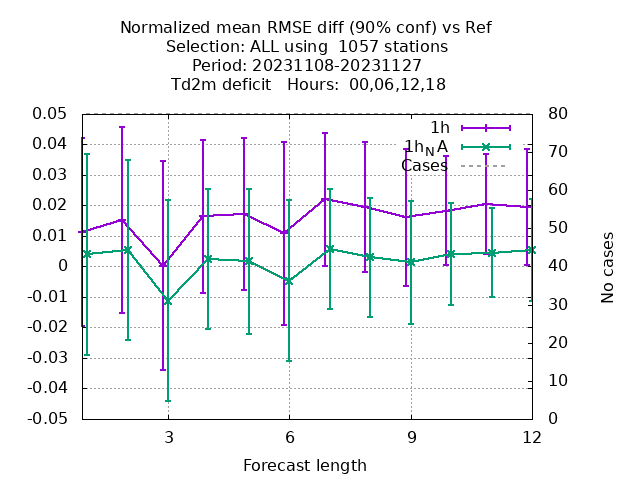 Normalized mean RMSE diff (90% conf) vs Ref
Selection: ALL using  1057 stations
Period: 20231108-20231127
Td2m deficit   Hours:  00,06,12,18
0.05
0.04
0.03
0.02
0.01
0
-0.01
-0.02
-0.03
-0.04
-0.05
80
70
60
50
40
30
20
10
0
1h
1hNA
Cases
No cases
3
6
9
12
Forecast length